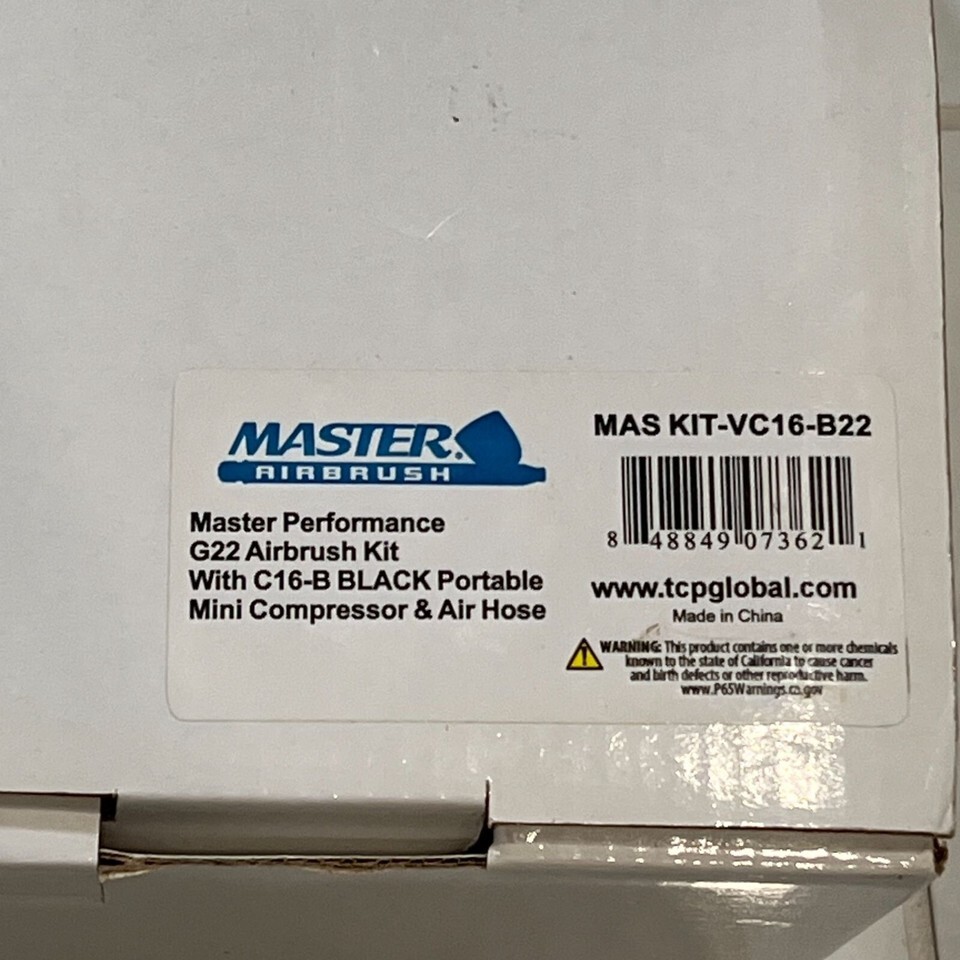 MASTER®
AIRBRUSH
Master Performance
G22 Airbrush Kit
With C16-B BLACK Portable
Mini Compressor & Air Hose
MAS KIT-VC16-B22
8 48849 07362 1
www.tcpglobal.com
Made in China
WARNING: This product contains one or more chemicals
known to the state of California to cause cancer
and birth defects or other reproductive harm.
www.P65Warnings.ca.gov